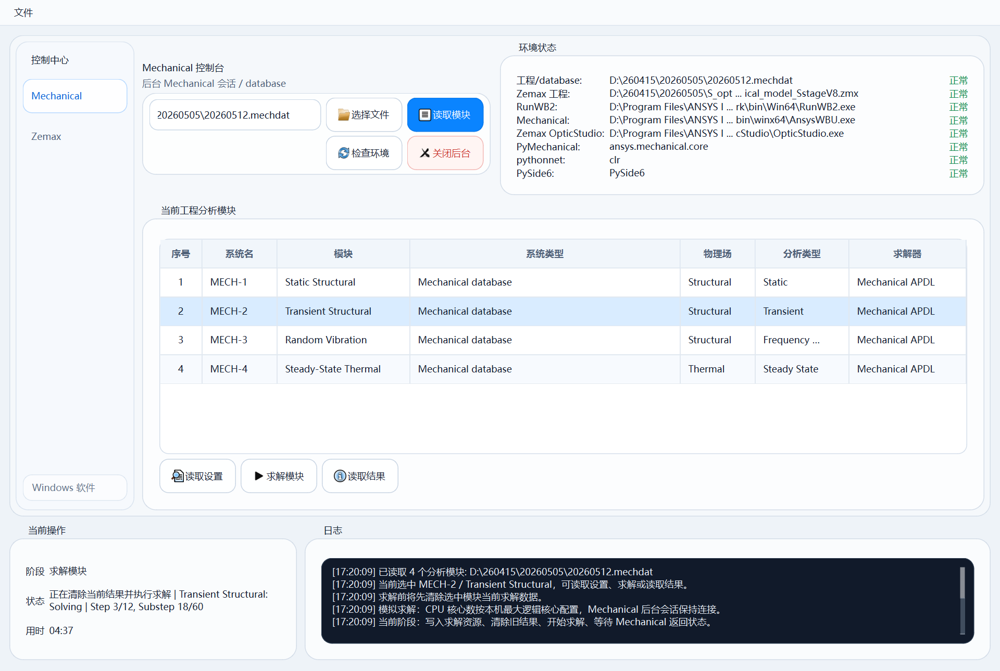 文件
控制中心
Mechanical
Zemax
Windows 软件
Mechanical 控制台
后台 Mechanical 会话 / database
20260505\20260512.mechdat
选择文件
读取模块
检查环境
关闭后台
环境状态
工程/database: D:\260415\20260505\20260512.mechdat 正常
Zemax 工程: D:\260415\20260505\S_opt ... ical_model_SstageV8.zmx 正常
RunWB2: D:\Program Files\ANSYS I ... rk\bin\Win64\RunWB2.exe 正常
Mechanical: D:\Program Files\ANSYS I ... bin\winx64\AnsysWBU.exe 正常
Zemax OpticStudio: D:\Program Files\ANSYS I ... cStudio\OpticStudio.exe 正常
PyMechanical: ansys.mechanical.core 正常
pythonnet: clr 正常
PySide6: PySide6 正常
当前工程分析模块
序号 系统名 模块 系统类型 物理场 分析类型 求解器
1 MECH-1 Static Structural Mechanical database Structural Static Mechanical APDL
2 MECH-2 Transient Structural Mechanical database Structural Transient Mechanical APDL
3 MECH-3 Random Vibration Mechanical database Structural Frequency ... Mechanical APDL
4 MECH-4 Steady-State Thermal Mechanical database Thermal Steady State Mechanical APDL
读取设置
求解模块
读取结果
当前操作
阶段 求解模块
状态 正在清除当前结果并执行求解 | Transient Structural:
Solving | Step 3/12, Substep 18/60
用时 04:37
日志
[17:20:09] 已读取 4 个分析模块: D:\260415\20260505\20260512.mechdat
[17:20:09] 当前选中 MECH-2 / Transient Structural，可读取设置、求解或读取结果。
[17:20:09] 求解前将先清除选中模块当前求解数据。
[17:20:09] 模拟求解：CPU 核心数按本机最大逻辑核心配置，Mechanical 后台会话保持连接。
[17:20:09] 当前阶段：写入求解资源、清除旧结果、开始求解、等待 Mechanical 返回状态。